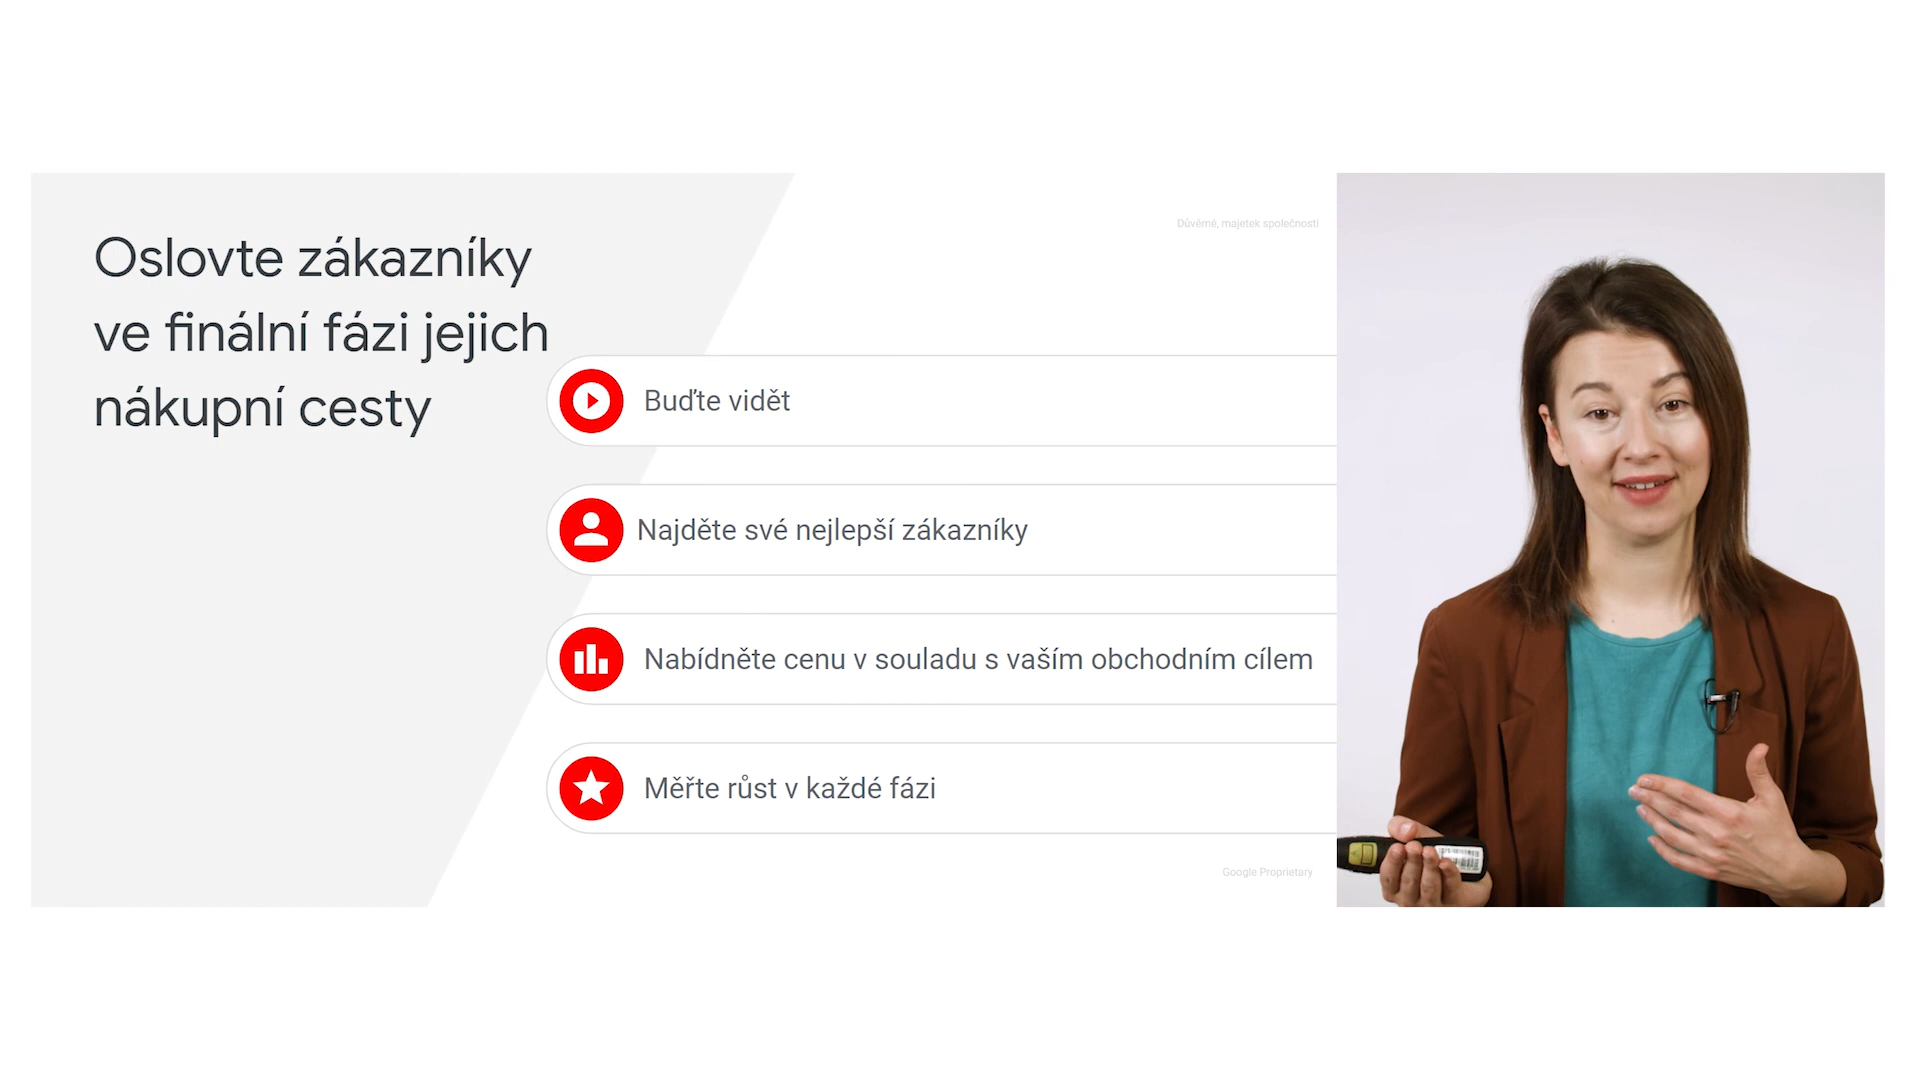 Oslovte zákazníky
ve finální fázi jejich
nákupní cesty
Důvěrné, majetek společnosti
Buďte vidět
Najděte své nejlepší zákazníky
Nabídněte cenu v souladu s vaším obchodním cílem
Měřte růst v každé fázi
Google Proprietary